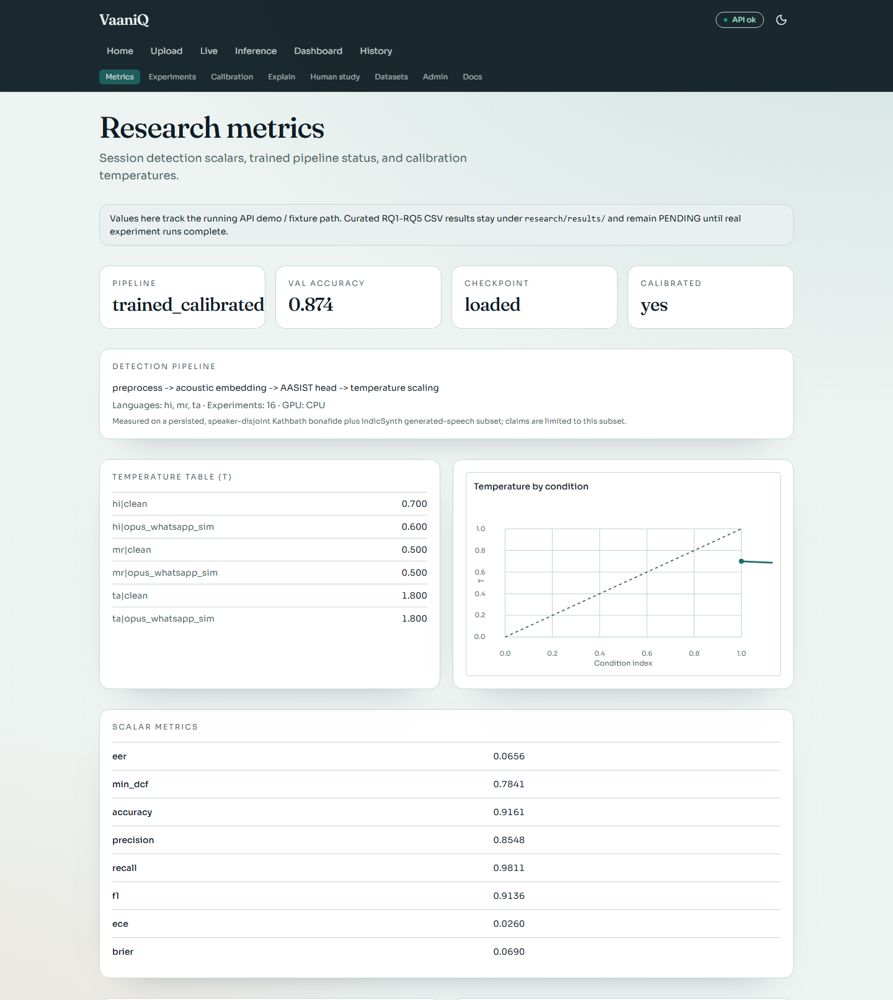 VaaniQ
API ok
Home Upload Live Inference Dashboard History
Metrics Experiments Calibration Explain Human study Datasets Admin Docs
Research metrics
Session detection scalars, trained pipeline status, and calibration
temperatures.
Values here track the running API demo / fixture path. Curated RQ1-RQ5 CSV results stay under research/results/ and remain PENDING until real
experiment runs complete.
PIPELINE
trained_calibrated
VAL ACCURACY
0.874
CHECKPOINT
loaded
CALIBRATED
yes
DETECTION PIPELINE
preprocess -> acoustic embedding -> AASIST head -> temperature scaling
Languages: hi, mr, ta · Experiments: 16 · GPU: CPU
Measured on a persisted, speaker-disjoint Kathbath bonafide plus IndicSynth generated-speech subset; claims are limited to this subset.
TEMPERATURE TABLE (T)
hi|clean 0.700
hi|opus_whatsapp_sim 0.600
mr|clean 0.500
mr|opus_whatsapp_sim 0.500
ta|clean 1.800
ta|opus_whatsapp_sim 1.800
Temperature by condition
1.0
0.8
0.6
T
0.4
0.2
0.0
0.0 0.2 0.4 0.6 0.8 1.0
Condition index
SCALAR METRICS
eer 0.0656
min_dcf 0.7841
accuracy 0.9161
precision 0.8548
recall 0.9811
f1 0.9136
ece 0.0260
brier 0.0690